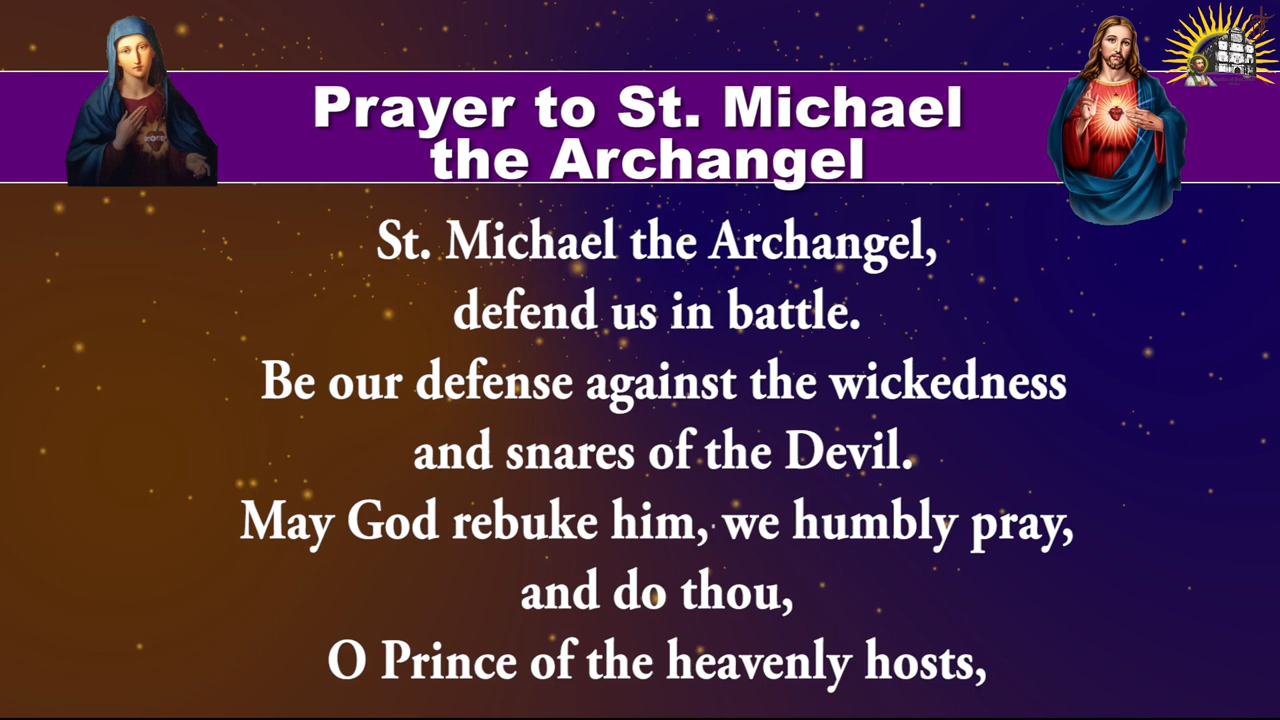 Prayer to St. Michael
the Archangel
St. Michael the Archangel,
defend us in battle.
Be our defense against the wickedness
and snares of the Devil.
May God rebuke him, we humbly pray,
and do thou,
O Prince of the heavenly hosts,